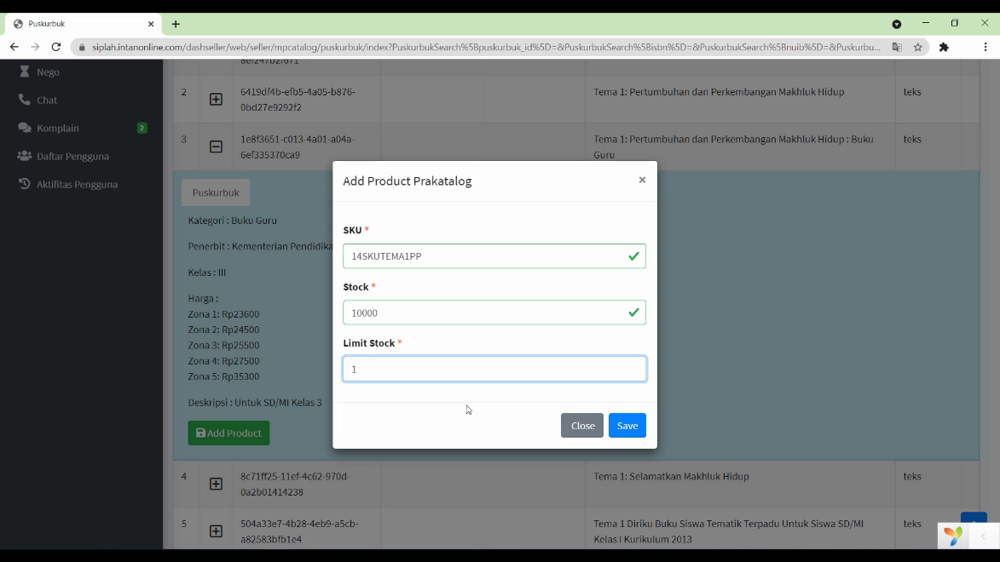 Puskurbuk
siplah.intanonline.com/dashseller/web/seller/mpcatalog/puskurbuk/index?PuskurbukSearch%5Bpuskurbuk_id%5D=&PuskurbukSearch%5Bisbn%5D=&PuskurbukSearch%5Bnuib%5D=&Puskurbu...
Nego
Chat
Komplain 2
Daftar Pengguna
Aktifitas Pengguna
2 6419df4b-efb5-4a05-b876- Tema 1: Pertumbuhan dan Perkembangan Makhluk Hidup teks
0bd27e9292f2
3 1e8f3651-c013-4a01-a04a- Tema 1: Pertumbuhan dan Perkembangan Makhluk Hidup : Buku teks
6ef335370ca9 Guru
Puskurbuk
Kategori : Buku Guru
Penerbit : Kementerian Pendidika
Kelas : III
Harga :
Zona 1: Rp23600
Zona 2: Rp24500
Zona 3: Rp25500
Zona 4: Rp27500
Zona 5: Rp35300
Deskripsi : Untuk SD/MI Kelas 3
Add Product
Add Product Prakatalog ×
SKU *
14SKUTEMA1PP
Stock *
10000
Limit Stock *
1
Close Save
4 8c71ff25-11ef-4c62-970d- Tema 1: Selamatkan Makhluk Hidup teks
0a2b01414238
5 504a33e7-4b28-4eb9-a5cb- Tema 1 Diriku Buku Siswa Tematik Terpadu Untuk Siswa SD/MI teks
a82583bfb1e4 Kelas I Kurikulum 2013